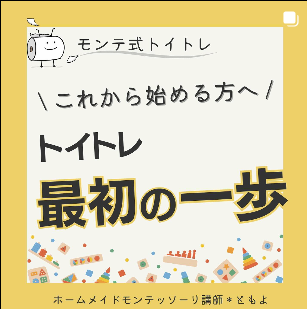 モンテ式トイトレ
\ これから始める方へ /
トイトレ
最初の一歩
ホームメイドモンテッソーリ講師＊ともよ